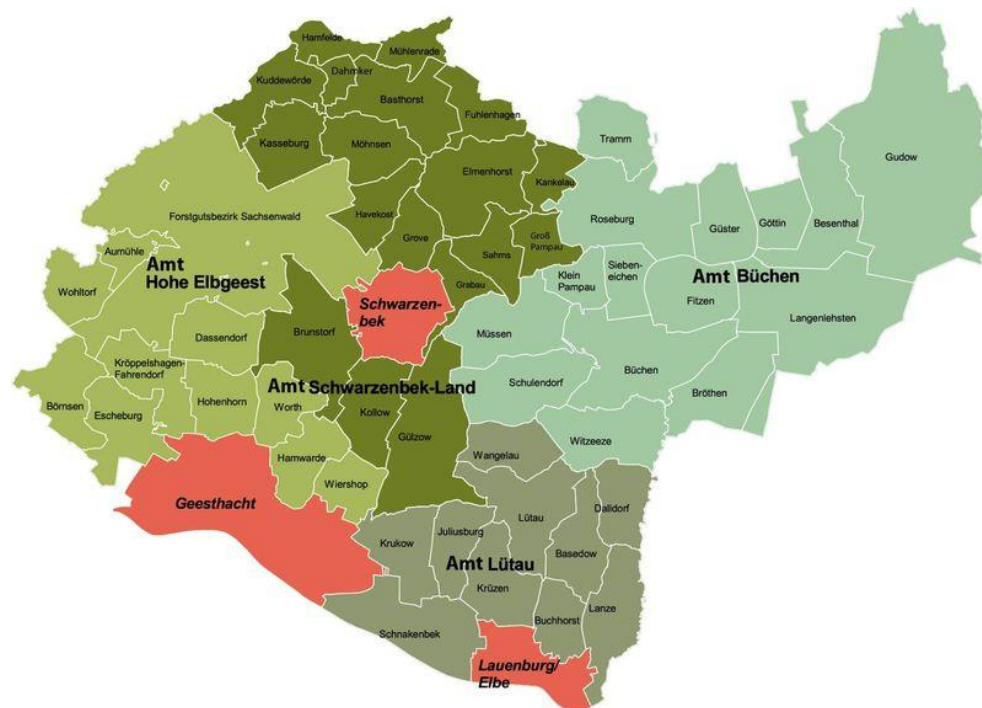 Hamfelde
Mühlenrade
Kuddewörde
Dahmker
Basthorst
Fuhlenhagen
Kasseburg
Möhnsen
Tramm
Gudow
Elmenhorst
Kankelau
Forstgutsbezirk Sachsenwald
Havekost
Roseburg
Güster
Göttin
Besenthal
Grove
Groß
Pampau
Sahms
Aumühle
Amt
Hohe Elbgeest
Wohltorf
Grabau
Klein
Pampau
Sieben-
eichen
Amt Büchen
Fitzen
Schwarzen-
bek
Langenlehsten
Brunstorf
Dassendorf
Müssen
Kröppelshagen-
Fahrendorf
Büchen
Amt Schwarzenbek-Land
Schulendorf
Bröthen
Hohenhorn
Worth
Börnsen
Escheburg
Kollow
Gülzow
Witzeeze
Wangelau
Hamwarde
Wiershop
Geesthacht
Lütau
Dalldorf
Juliusburg
Krukow
Basedow
Amt Lütau
Krüzen
Lanze
Buchhorst
Schnakenbek
Lauenburg/
Elbe